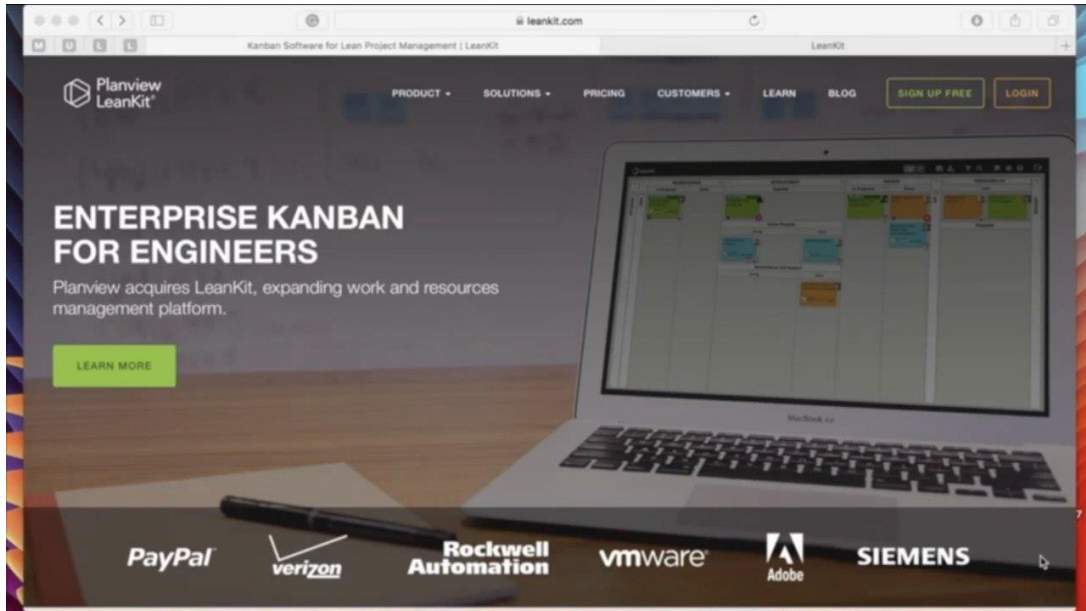 leankit.com
M U L L
Kanban Software for Lean Project Management | LeanKit
LeanKit
Planview
LeanKit®
PRODUCT
SOLUTIONS
PRICING
CUSTOMERS
LEARN
BLOG
SIGN UP FREE
LOGIN
ENTERPRISE KANBAN
FOR ENGINEERS
Planview acquires LeanKit, expanding work and resources
management platform.
LEARN MORE
MacBook Air
PayPal
verizon
Rockwell
Automation
vmware
Adobe
SIEMENS
7